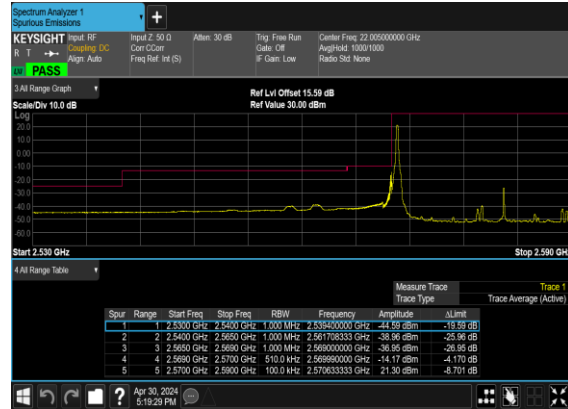 Spectrum Analyzer 1
Spurious Emissions
KEYSIGHT
R T
PASS
Input: RF
Coupling: DC
Align: Auto
Input Z: 50 Ω
Corr CCorr
Freq Ref: Int (S)
Atten: 30 dB
Trig: Free Run
Gate: Off
IF Gain: Low
Center Freq: 22.005000000 GHz
Avg|Hold: 1000/1000
Radio Std: None
3 All Range Graph
Scale/Div 10.0 dB
Ref Lvl Offset 15.59 dB
Ref Value 30.00 dBm
Log
20.0
10.0
0.00
-10.0
-20.0
-30.0
-40.0
-50.0
-60.0
Start 2.530 GHz
Stop 2.590 GHz
4 All Range Table
Measure Trace Trace 1
Trace Type Trace Average (Active)
Spur Range Start Freq Stop Freq RBW Frequency Amplitude ΔLimit
1 1 2.5300 GHz 2.5400 GHz 1.000 MHz 2.539400000 GHz -44.59 dBm -19.59 dB
2 2 2.5400 GHz 2.5650 GHz 1.000 MHz 2.561708333 GHz -38.96 dBm -25.96 dB
3 3 2.5650 GHz 2.5690 GHz 1.000 MHz 2.569000000 GHz -36.95 dBm -26.95 dB
4 4 2.5690 GHz 2.5700 GHz 510.0 kHz 2.569990000 GHz -14.17 dBm -4.170 dB
5 5 2.5700 GHz 2.5900 GHz 100.0 kHz 2.570633333 GHz 21.30 dBm -8.701 dB
?
Apr 30, 2024
5:19:29 PM